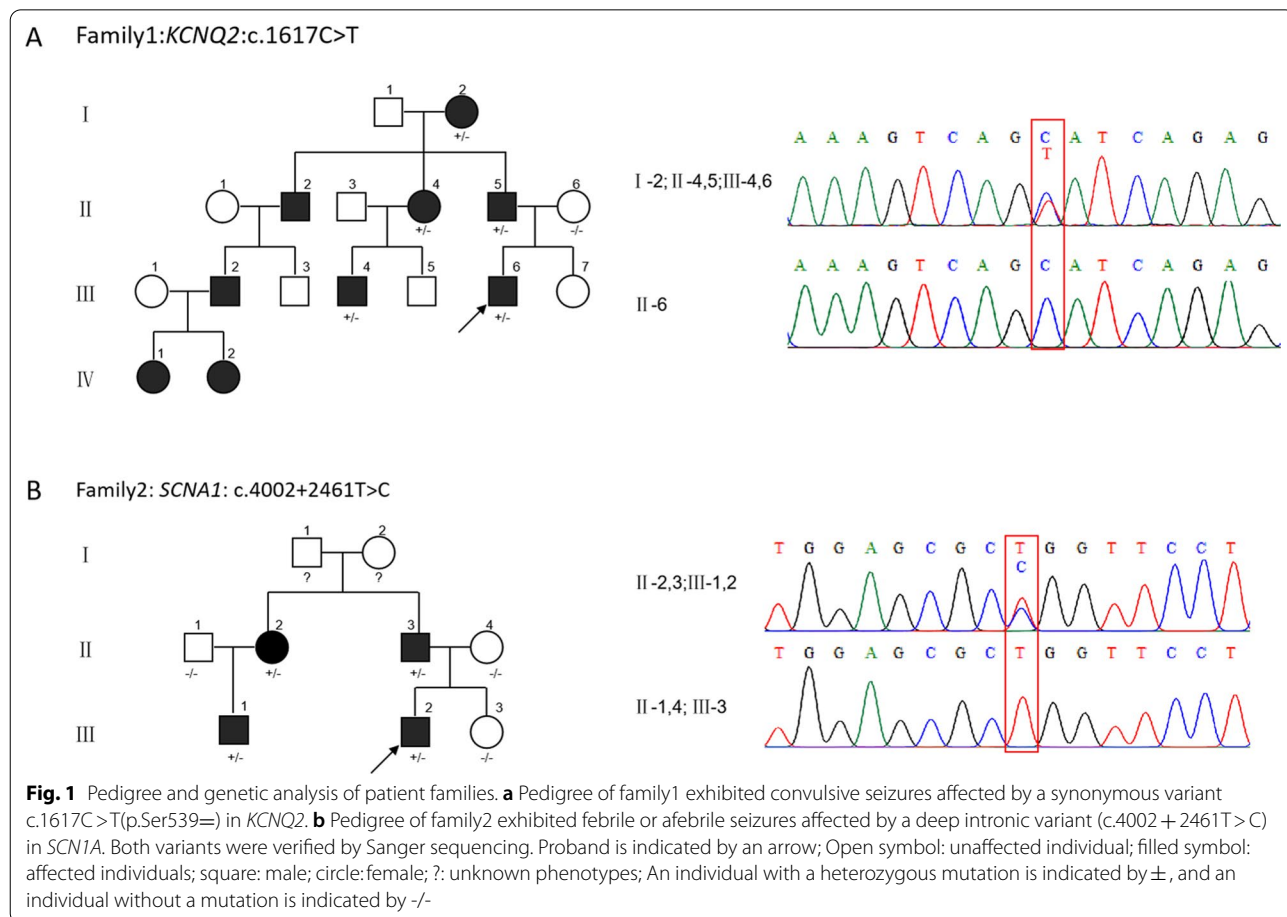 A Family1:KCNQ2:c.1617C>T
Ⅰ
1 2
+/-
Ⅱ
1 2 3 4 5 6
+/- +/- -/-
Ⅲ
1 2 3 4 5 6 7
+/- +/-
Ⅳ
1 2
A A A G T C A G C A T C A G A G
T
Ⅰ-2; Ⅱ-4,5;Ⅲ-4,6
A A A G T C A G C A T C A G A G
Ⅱ-6
B Family2: SCNA1: c.4002+2461T>C
Ⅰ
1 2
? ?
Ⅱ
1 2 3 4
-/- +/- +/- -/-
Ⅲ
1 2 3
+/- +/- -/-
T G G A G C G C T G G T T C C T
C
Ⅱ-2,3;Ⅲ-1,2
T G G A G C G C T G G T T C C T
Ⅱ-1,4; Ⅲ-3
Fig. 1 Pedigree and genetic analysis of patient families. a Pedigree of family1 exhibited convulsive seizures affected by a synonymous variant
c.1617C > T(p.Ser539=) in KCNQ2. b Pedigree of family2 exhibited febrile or afebrile seizures affected by a deep intronic variant (c.4002 + 2461T > C)
in SCN1A. Both variants were verified by Sanger sequencing. Proband is indicated by an arrow; Open symbol: unaffected individual; filled symbol:
affected individuals; square: male; circle: female; ?: unknown phenotypes; An individual with a heterozygous mutation is indicated by ±, and an
individual without a mutation is indicated by -/-